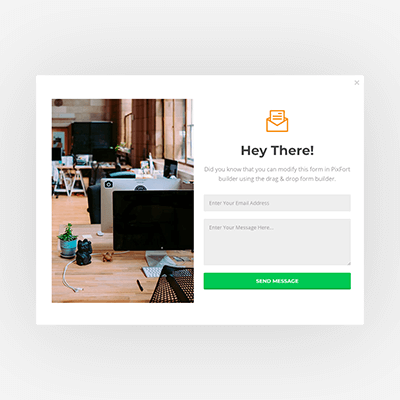 ×
Hey There!
Did you know that you can modify this form in PixFort
builder using the drag & drop form builder.
Enter Your Email Address
Enter Your Message Here...
SEND MESSAGE